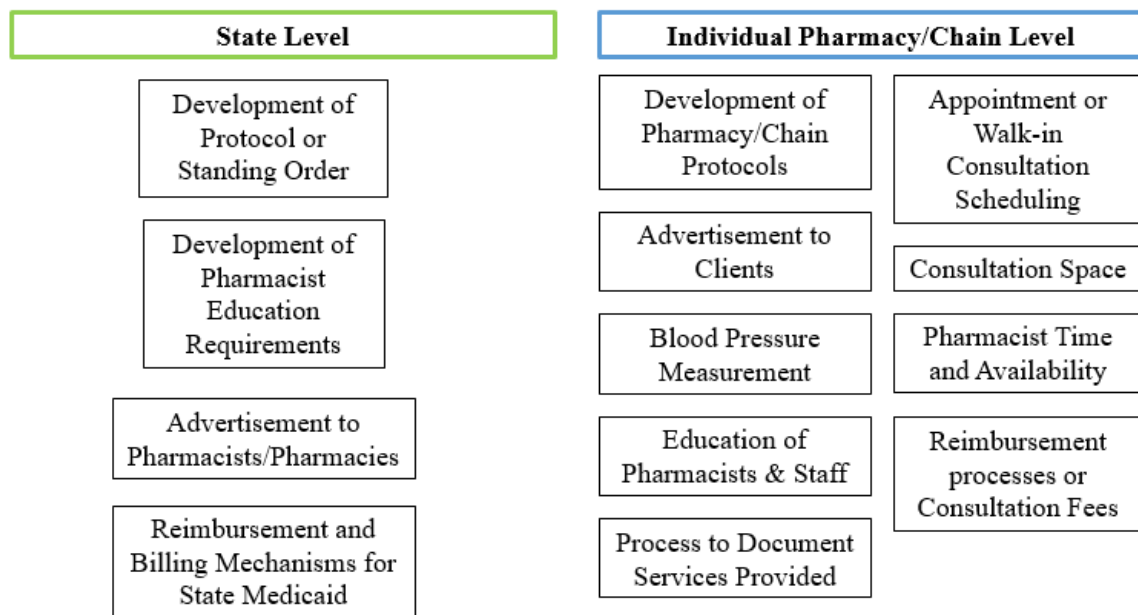 State Level
Development of
Protocol or
Standing Order
Development of
Pharmacist
Education
Requirements
Advertisement to
Pharmacists/Pharmacies
Reimbursement and
Billing Mechanisms for
State Medicaid
Individual Pharmacy/Chain Level
Development of
Pharmacy/Chain
Protocols
Advertisement to
Clients
Blood Pressure
Measurement
Education of
Pharmacists & Staff
Process to Document
Services Provided
Appointment or
Walk-in
Consultation
Scheduling
Consultation Space
Pharmacist Time
and Availability
Reimbursement
processes or
Consultation Fees